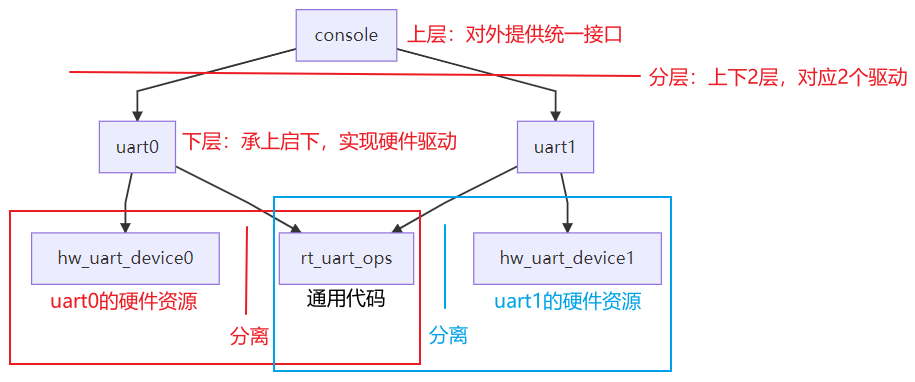 console
上层：对外提供统一接口
分层：上下2层，对应2个驱动
uart0
下层：承上启下，实现硬件驱动
uart1
hw_uart_device0
rt_uart_ops
hw_uart_device1
uart0的硬件资源
通用代码
uart1的硬件资源
分离
分离